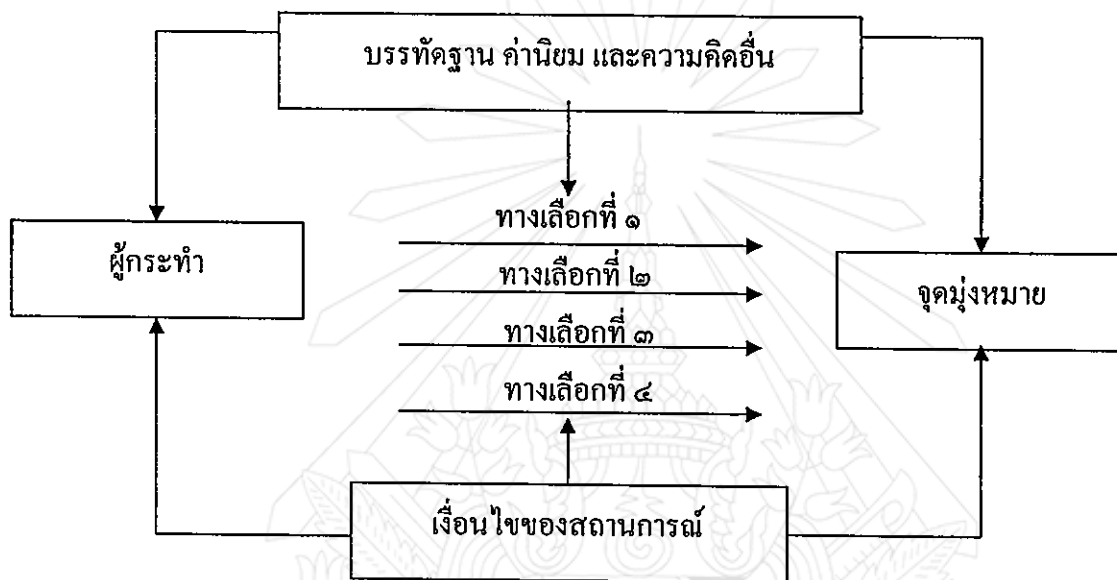 บรรทัดฐาน ค่านิยม และความคิดอื่น
ทางเลือกที่ ๑
ผู้กระทำ
ทางเลือกที่ ๒
จุดมุ่งหมาย
ทางเลือกที่ ๓
ทางเลือกที่ ๔
เงื่อนไขของสถานการณ์